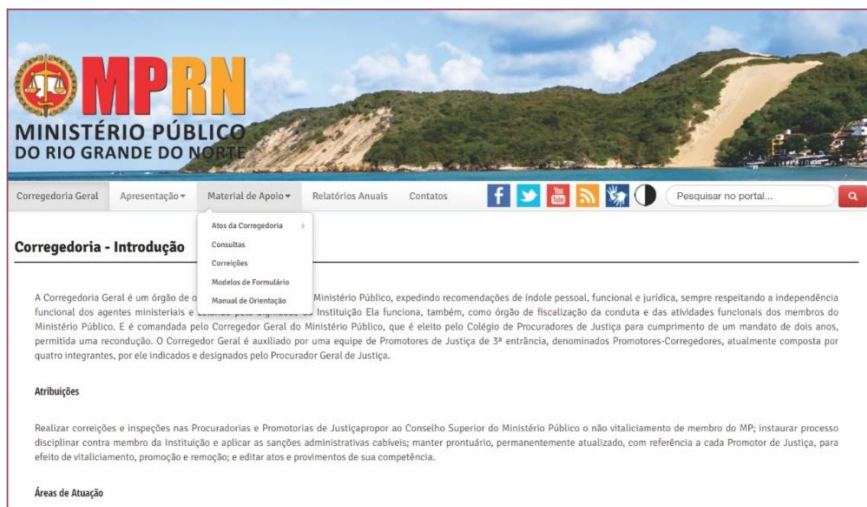 MPRN
MINISTÉRIO PÚBLICO
DO RIO GRANDE DO NORTE
Corregedoria Geral Apresentação Material de Apoio Relatórios Anuais Contatos Pesquisar no portal...
Atos da Corregedoria
Consultas
Correições
Modelos de Formulário
Manual de Orientação
Corregedoria - Introdução
A Corregedoria Geral é um órgão de o Ministério Público, expedindo recomendações de índole pessoal, funcional e jurídica, sempre respeitando a independência
funcional dos agentes ministeriais e Instituição Ela funciona, também, como órgão de fiscalização da conduta e das atividades funcionais dos membros do
Ministério Público. E é comandada pelo Corregedor Geral do Ministério Público, que é eleito pelo Colégio de Procuradores de Justiça para cumprimento de um mandato de dois anos,
permitida uma recondução. O Corregedor Geral é auxiliado por uma equipe de Promotores de Justiça de 3ª entrância, denominados Promotores-Corregedores, atualmente composta por
quatro integrantes, por ele indicados e designados pelo Procurador Geral de Justiça.
Atribuições
Realizar correições e inspeções nas Procuradorias e Promotorias de Justiçapropor ao Conselho Superior do Ministério Público o não vitaliciamento de membro do MP; instaurar processo
disciplinar contra membro da Instituição e aplicar as sanções administrativas cabíveis; manter prontuário, permanentemente atualizado, com referência a cada Promotor de Justiça, para
efeito de vitaliciamento, promoção e remoção; e editar atos e provimentos de sua competência.
Áreas de Atuação